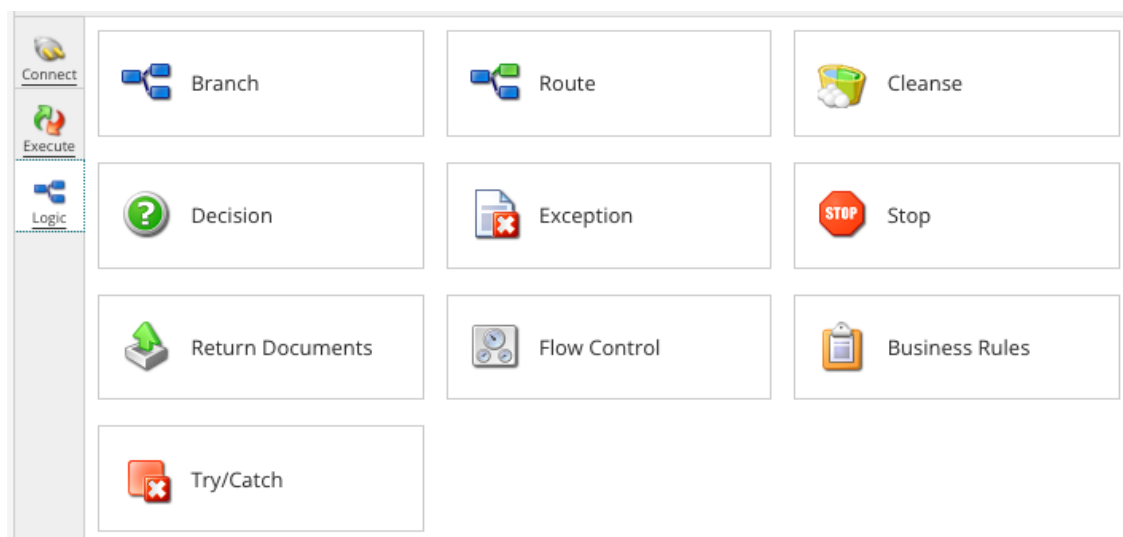 Connect
Execute
Logic
Branch
Route
Cleanse
Decision
Exception
STOP
Stop
Return Documents
Flow Control
Business Rules
Try/Catch